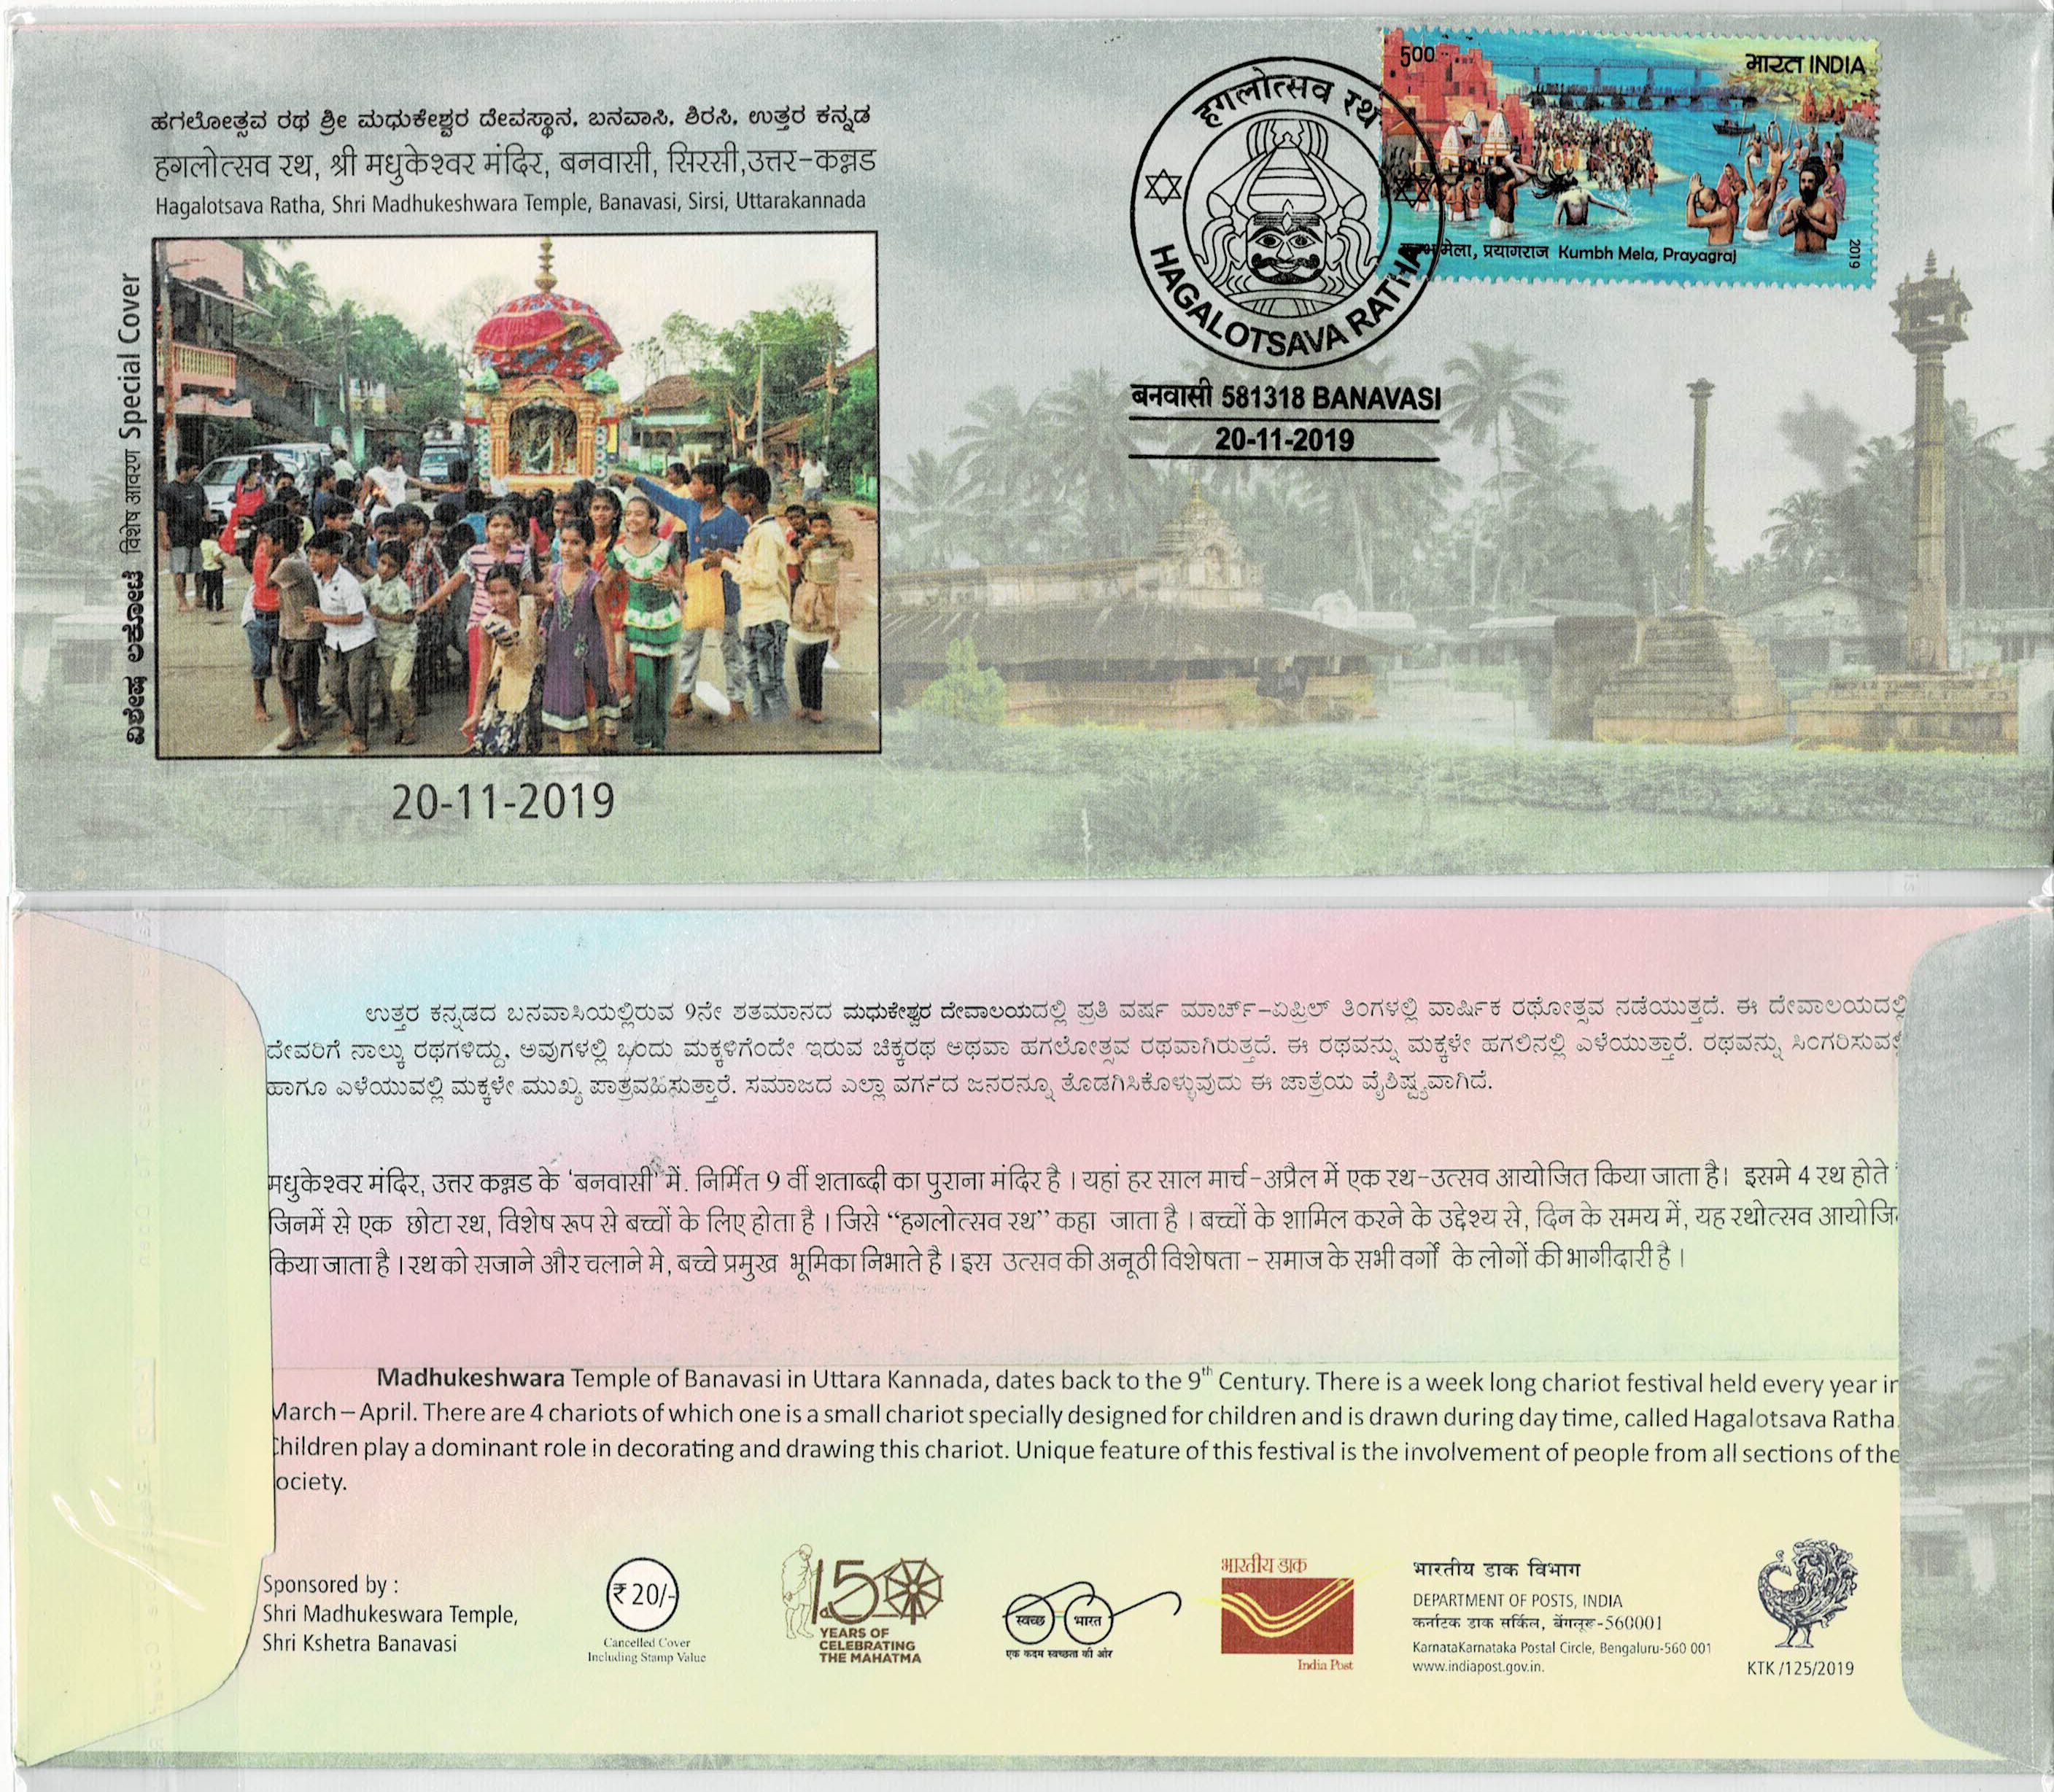 ಹಗಲೋತ್ಸವ ರಥ ಶ್ರೀ ಮಧುಕೇಶ್ವರ ದೇವಸ್ಥಾನ, ಬನವಾಸಿ, ಶಿರಸಿ, ಉತ್ತರ ಕನ್ನಡ
हगलोत्सव रथ, श्री मधुकेश्वर मंदिर, बनवासी, सिरसी,उत्तर-कन्नड
Hagalotsava Ratha, Shri Madhukeshwara Temple, Banavasi, Sirsi, Uttarakannada
ವಿಶೇಷ ಲಕೋಟೆ विशेष आवरण Special Cover
20-11-2019
हगलोत्सव रथ
HAGALOTSAVA RATHA
बनवासी 581318 BANAVASI
20-11-2019
500
भारत INDIA
मेला, प्रयागराज Kumbh Mela, Prayagraj
2019
ಉತ್ತರ ಕನ್ನಡದ ಬನವಾಸಿಯಲ್ಲಿರುವ 9ನೇ ಶತಮಾನದ ಮಧುಕೇಶ್ವರ ದೇವಾಲಯದಲ್ಲಿ ಪ್ರತಿ ವರ್ಷ ಮಾರ್ಚ್-ಏಪ್ರಿಲ್ ತಿಂಗಳಲ್ಲಿ ವಾರ್ಷಿಕ ರಥೋತ್ಸವ ನಡೆಯುತ್ತದೆ. ಈ ದೇವಾಲಯದಲ್ಲಿ
ದೇವರಿಗೆ ನಾಲ್ಕು ರಥಗಳಿದ್ದು, ಅವುಗಳಲ್ಲಿ ಒಂದು ಮಕ್ಕಳಿಗೆಂದೇ ಇರುವ ಚಿಕ್ಕರಥ ಅಥವಾ ಹಗಲೋತ್ಸವ ರಥವಾಗಿರುತ್ತದೆ. ಈ ರಥವನ್ನು ಮಕ್ಕಳೇ ಹಗಲಿನಲ್ಲಿ ಎಳೆಯುತ್ತಾರೆ. ರಥವನ್ನು
ಹಾಗೂ ಎಳೆಯುವಲ್ಲಿ ಮಕ್ಕಳೇ ಮುಖ್ಯ ಪಾತ್ರವಹಿಸುತ್ತಾರೆ. ಸಮಾಜದ ಎಲ್ಲಾ ವರ್ಗದ ಜನರನ್ನೂ ತೊಡಗಿಸಿಕೊಳ್ಳುವುದು ಈ ಜಾತ್ರೆಯ ವೈಶಿಷ್ಟ್ಯವಾಗಿದೆ.
मधुकेश्वर मंदिर, उत्तर कन्नड के ‘बनवासी’ में. निर्मित 9 वीं शताब्दी का पुराना मंदिर है । यहां हर साल मार्च-अप्रैल में एक रथ-उत्सव आयोजित किया जाता है। इसमे 4 रथ होते
जिनमें से एक छोटा रथ, विशेष रूप से बच्चों के लिए होता है । जिसे “हगलोत्सव रथ” कहा जाता है । बच्चों के शामिल करने के उद्देश्य से, दिन के समय में, यह रथोत्सव आयोजि
किया जाता है । रथ को सजाने और चलाने मे, बच्चे प्रमुख भूमिका निभाते है । इस उत्सव की अनूठी विशेषता - समाज के सभी वर्गों के लोगों की भागीदारी है ।
Madhukeshwara Temple of Banavasi in Uttara Kannada, dates back to the 9th Century. There is a week long chariot festival held every year in
March – April. There are 4 chariots of which one is a small chariot specially designed for children and is drawn during day time, called Hagalotsava Ratha.
Children play a dominant role in decorating and drawing this chariot. Unique feature of this festival is the involvement of people from all sections of the
ociety.
Sponsored by :
Shri Madhukeswara Temple,
Shri Kshetra Banavasi
₹ 20/-
Cancelled Cover
Including Stamp Value
150
YEARS OF
CELEBRATING
THE MAHATMA
स्वच्छ भारत
एक कदम स्वच्छता की ओर
भारतीय डाक
India Post
भारतीय डाक विभाग
DEPARTMENT OF POSTS, INDIA
कर्नाटक डाक सर्किल, बेंगलूरू-560001
KarnataKarnataka Postal Circle, Bengaluru-560 001
www.indiapost.gov.in.
KTK /125/2019